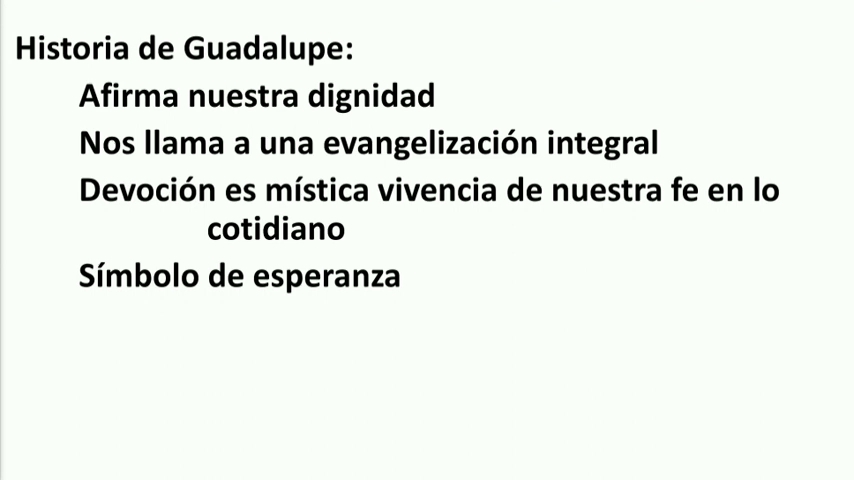 Historia de Guadalupe:
Afirma nuestra dignidad
Nos llama a una evangelización integral
Devoción es mística vivencia de nuestra fe en lo
cotidiano
Símbolo de esperanza